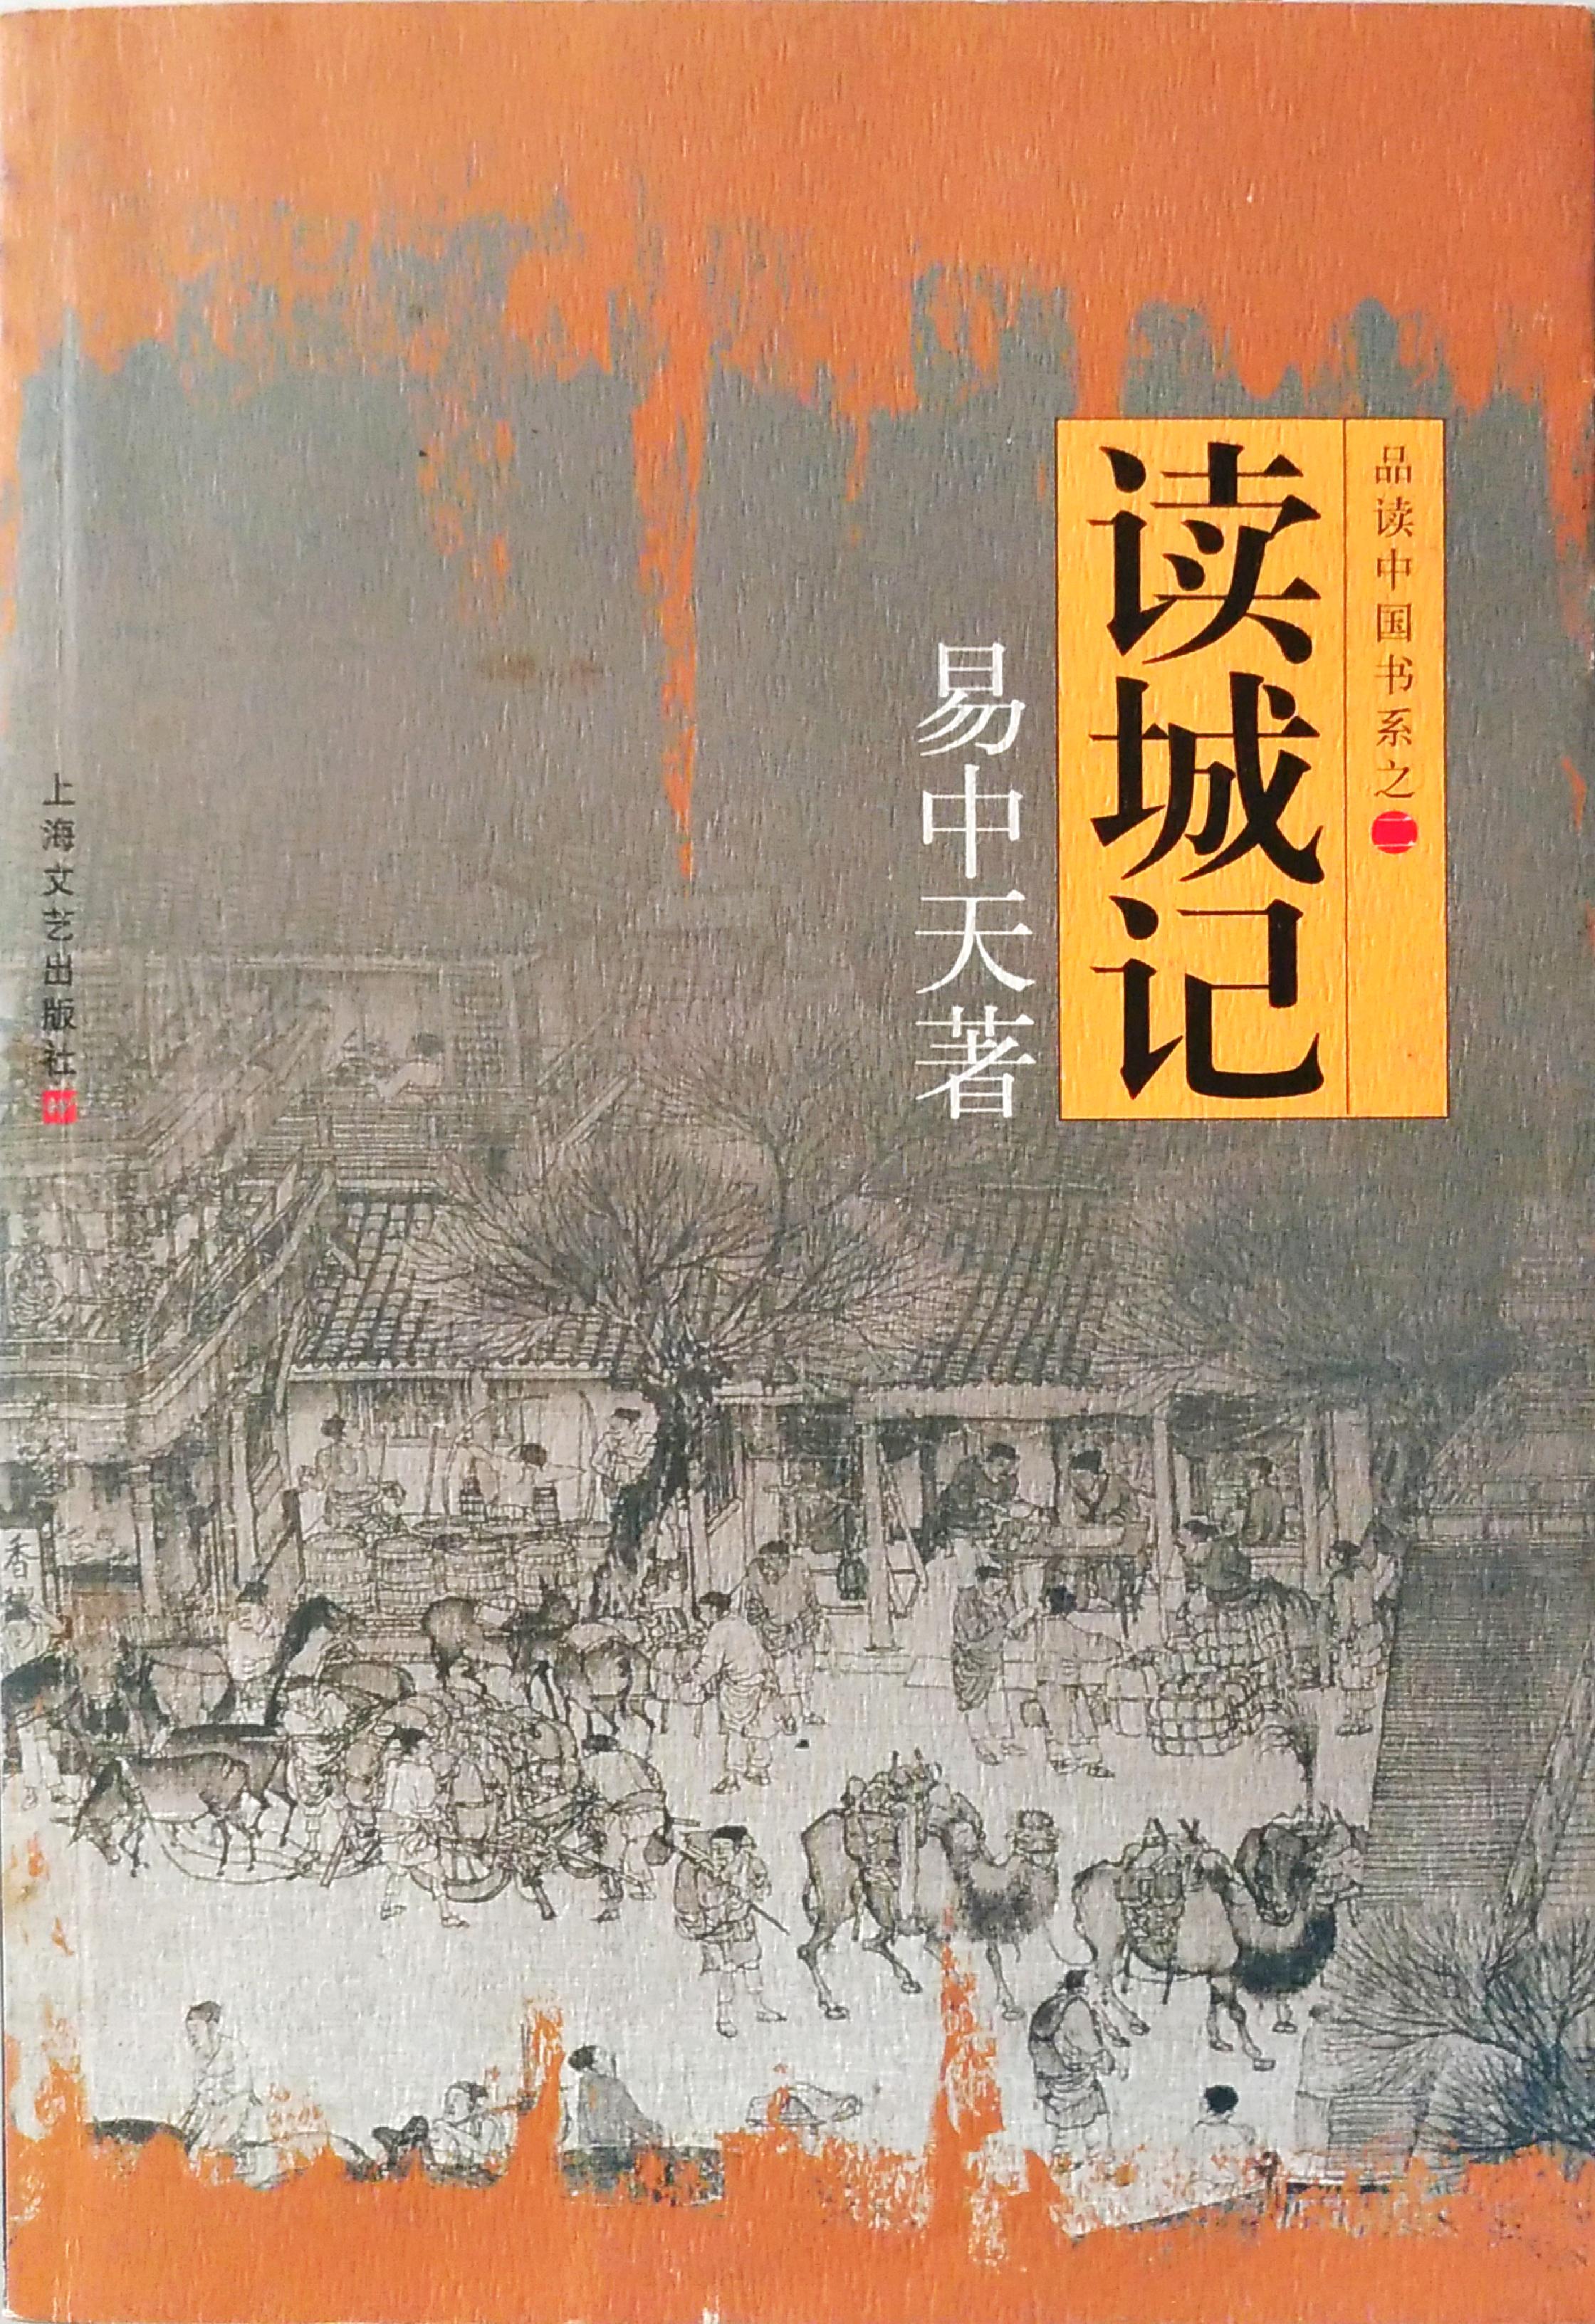 品读中国书系之
读城记
易中天著
上海文艺出版社
香